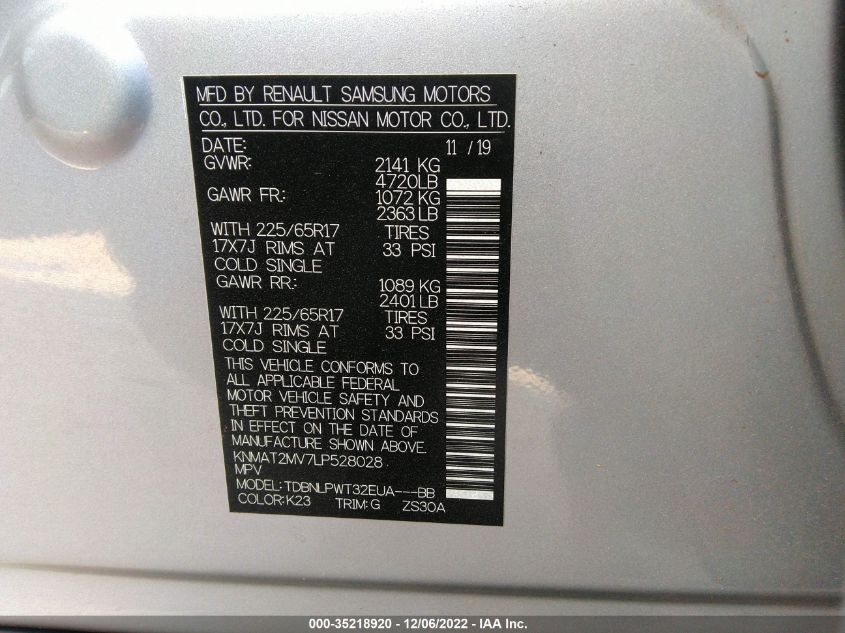 MFD BY RENAULT SAMSUNG MOTORS
CO., LTD. FOR NISSAN MOTOR CO., LTD.
DATE: 11 / 19
GVWR: 2141 KG
4720LB
GAWR FR: 1072 KG
2363 LB
WITH 225/65R17 TIRES
17X7J RIMS AT 33 PSI
COLD SINGLE
GAWR RR: 1089 KG
2401 LB
WITH 225/65R17 TIRES
17X7J RIMS AT 33 PSI
COLD SINGLE
THIS VEHICLE CONFORMS TO
ALL APPLICABLE FEDERAL
MOTOR VEHICLE SAFETY AND
THEFT PREVENTION STANDARDS
IN EFFECT ON THE DATE OF
MANUFACTURE SHOWN ABOVE.
KNMAT2MV7LP528028
MPV
MODEL: TDBNLPWT32EUA---BB
COLOR: K23 TRIM: G ZS30A
000-35218920 - 12/06/2022 - IAA Inc.